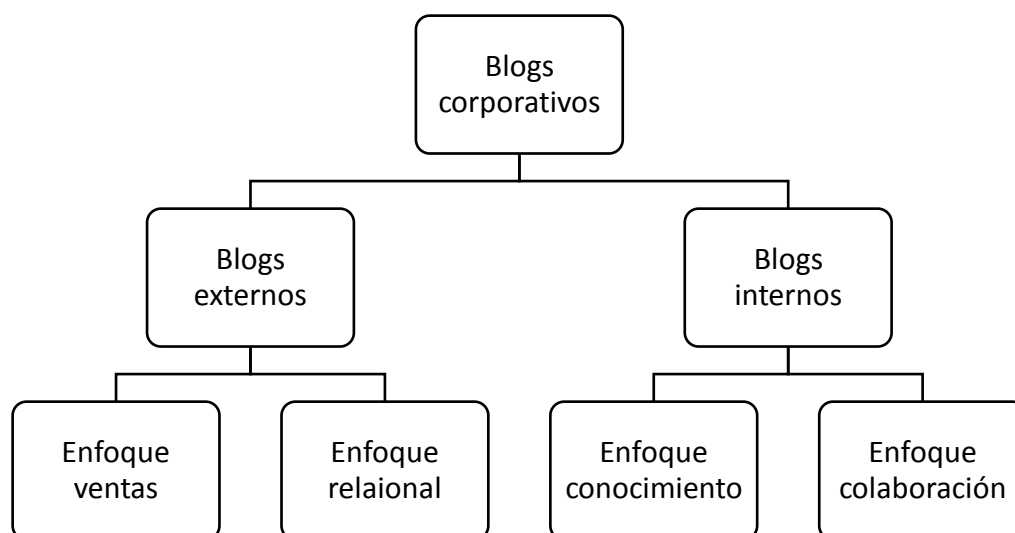 Blogs
corporativos
Blogs
externos
Blogs
internos
Enfoque
ventas
Enfoque
relaional
Enfoque
conocimiento
Enfoque
colaboración